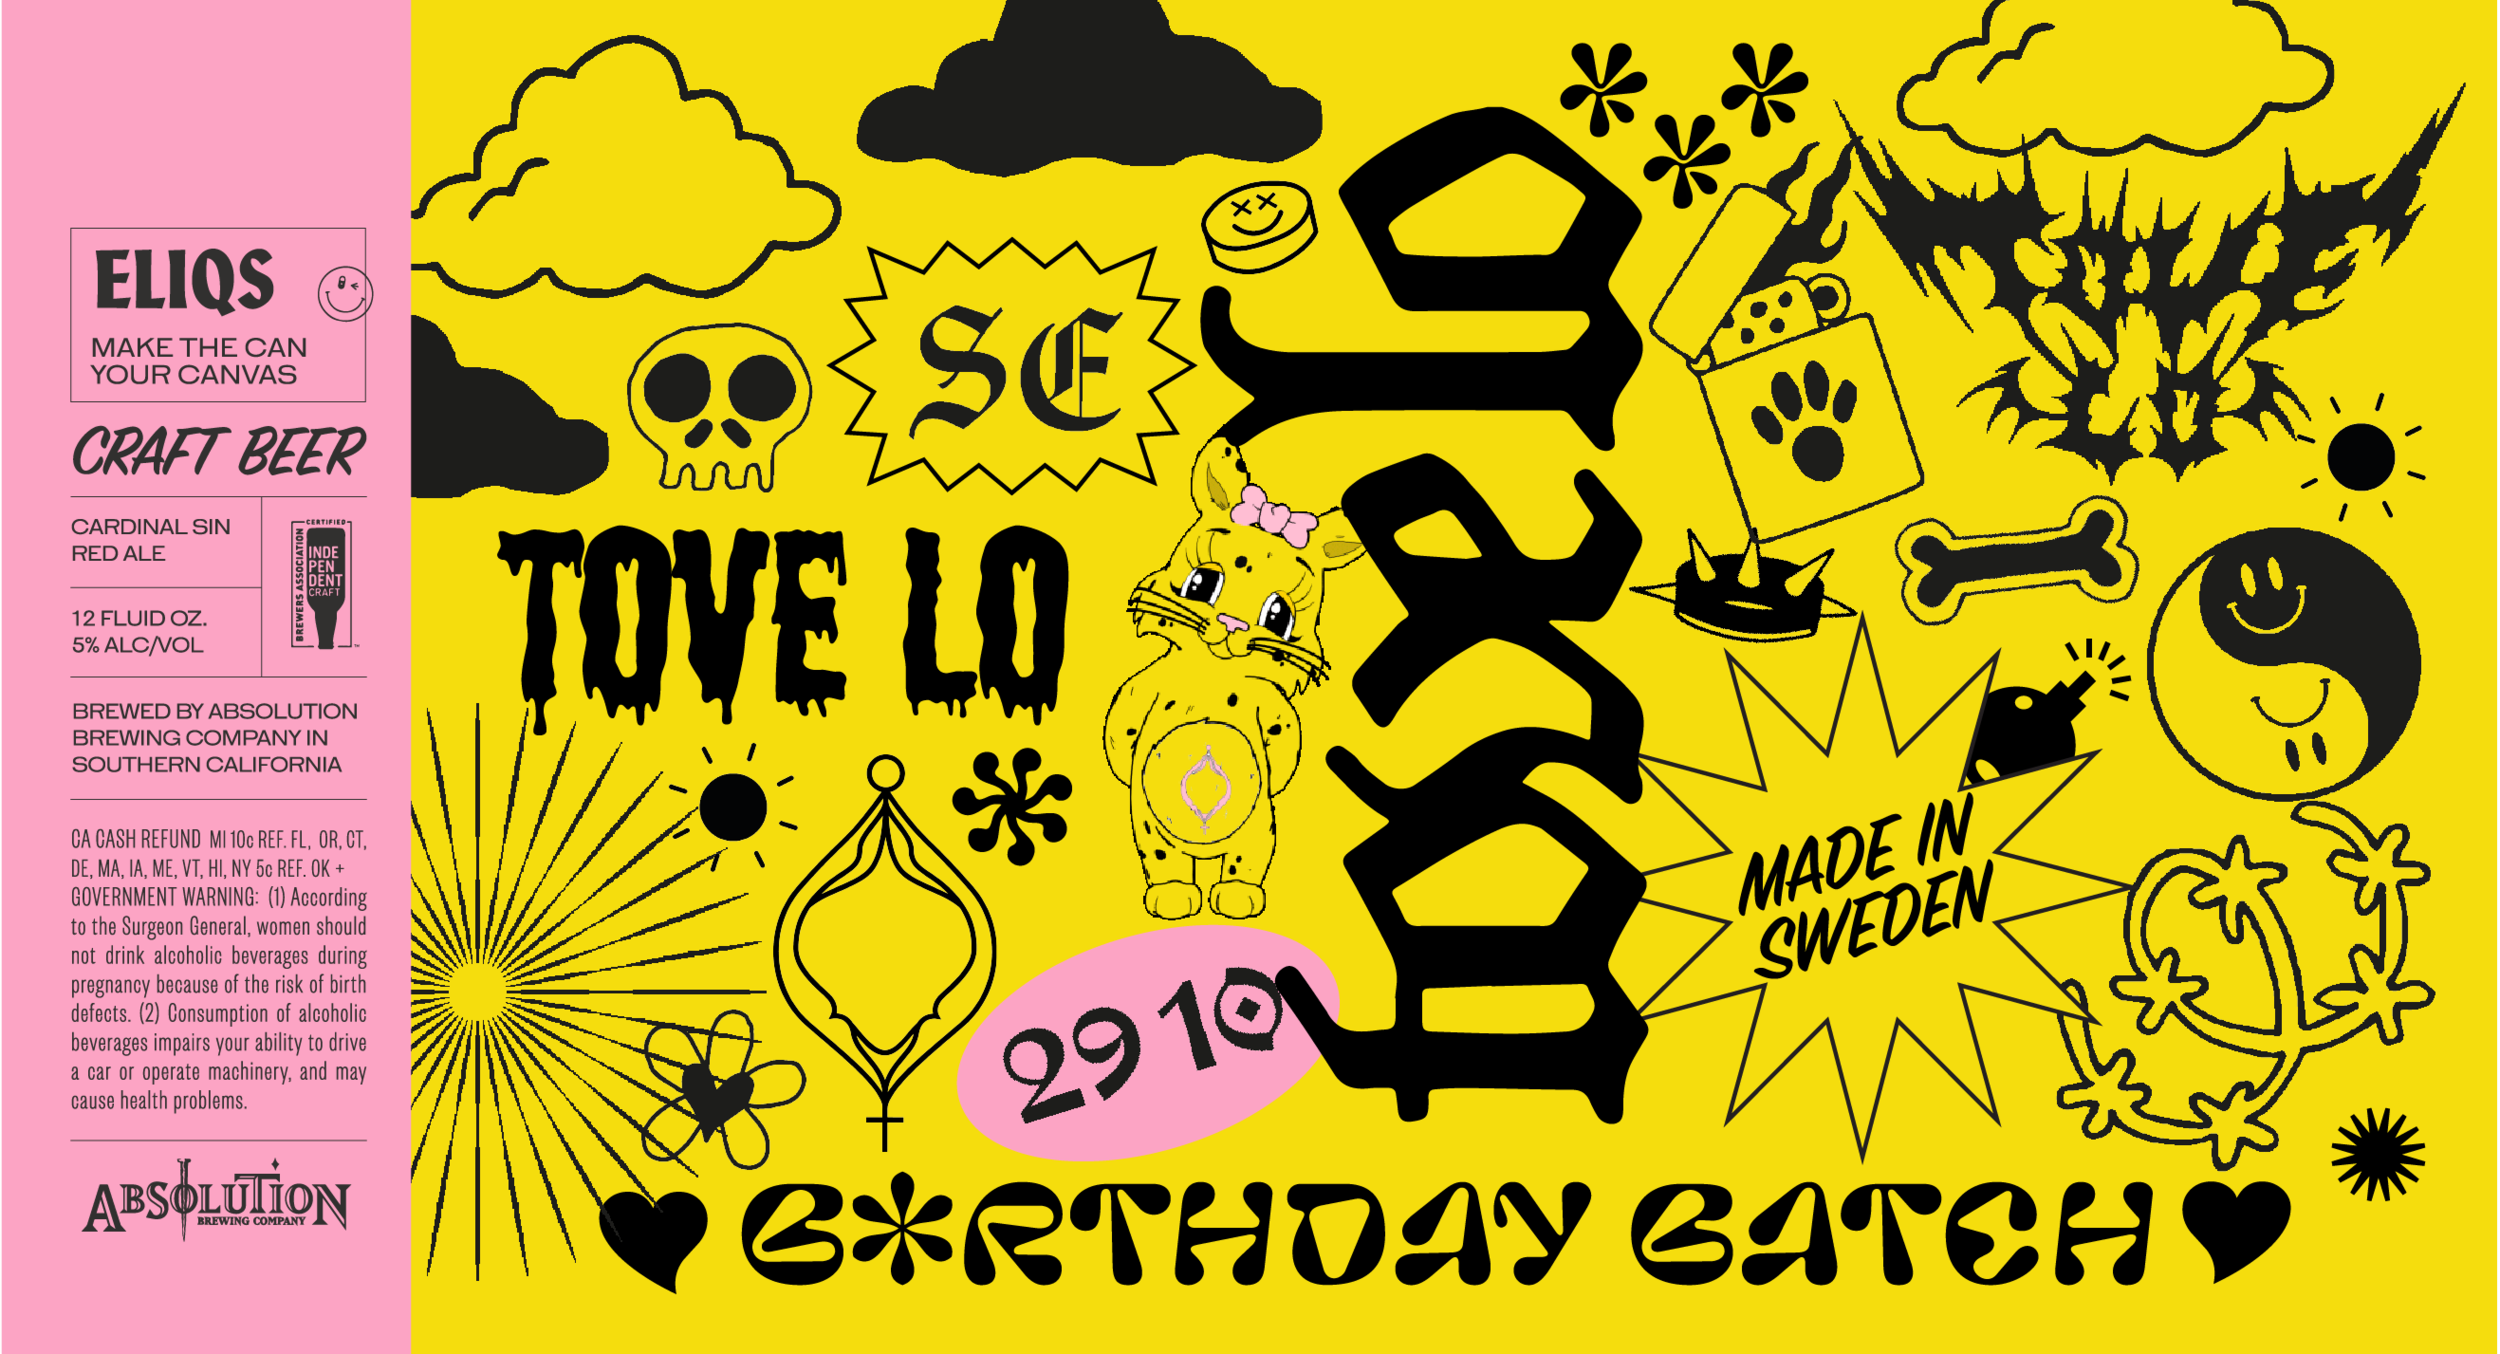 ELIQS
MAKE THE CAN
YOUR CANVAS
CRAFT BEER
CARDINAL SIN
RED ALE
CERTIFIED
BREWERS ASSOCIATION
INDE
PEN
DENT
CRAFT
TM
12 FLUID OZ.
5% ALC/VOL
BREWED BY ABSOLUTION
BREWING COMPANY IN
SOUTHERN CALIFORNIA
CA CASH REFUND MI 10c REF. FL, OR, CT,
DE, MA, IA, ME, VT, HI, NY 5c REF. OK +
GOVERNMENT WARNING: (1) According
to the Surgeon General, women should
not drink alcoholic beverages during
pregnancy because of the risk of birth
defects. (2) Consumption of alcoholic
beverages impairs your ability to drive
a car or operate machinery, and may
cause health problems.
ABSOLUTION
BREWING COMPANY
SE
TOVE LO
TOVE
LO
29 10
MADE IN
SWEDEN
B*RTHDAY BATCH